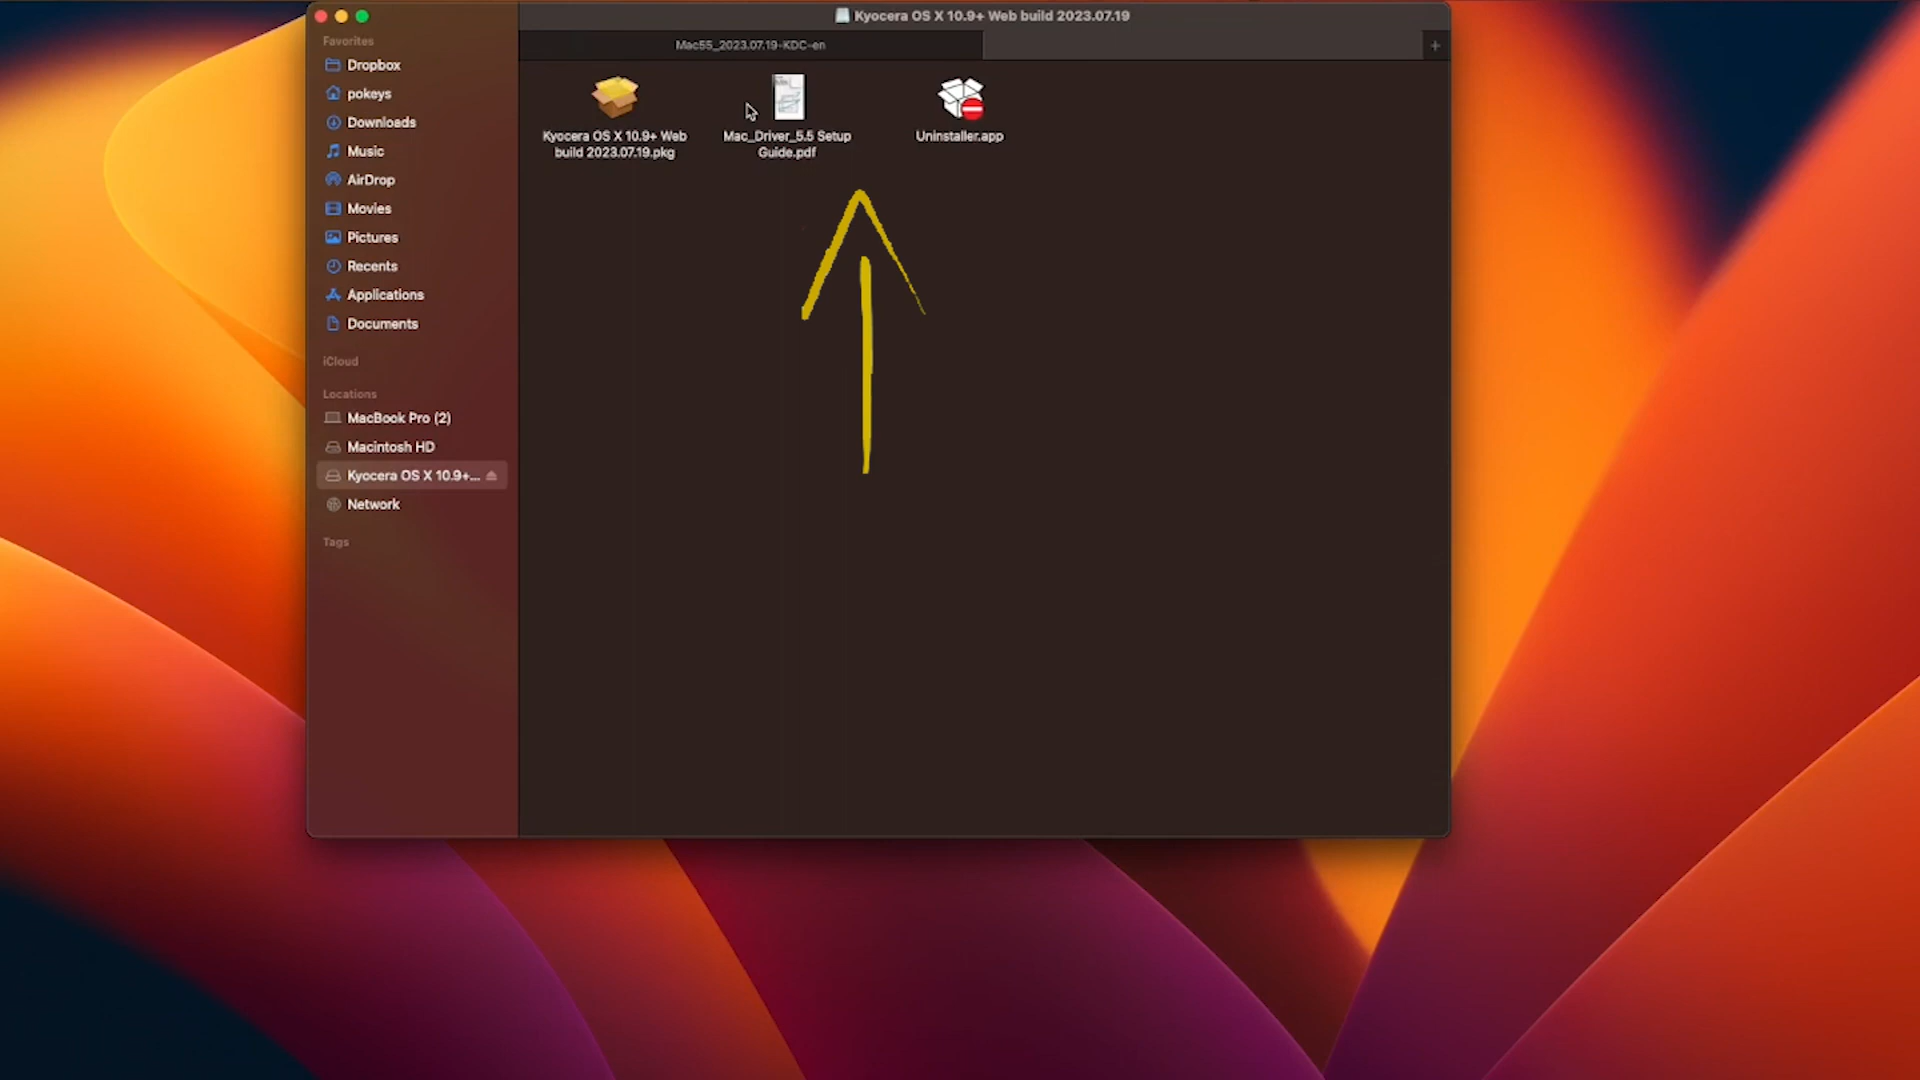 Kyocera OS X 10.9+ Web build 2023.07.19
Mac55_2023.07.19-KDC-en
+
Favorites
Dropbox
pokeys
Downloads
Music
AirDrop
Movies
Pictures
Recents
Applications
Documents
iCloud
Locations
MacBook Pro (2)
Macintosh HD
Kyocera OS X 10.9+...
Network
Tags
Kyocera OS X 10.9+ Web
build 2023.07.19.pkg
Mac_Driver_5.5 Setup
Guide.pdf
Uninstaller.app